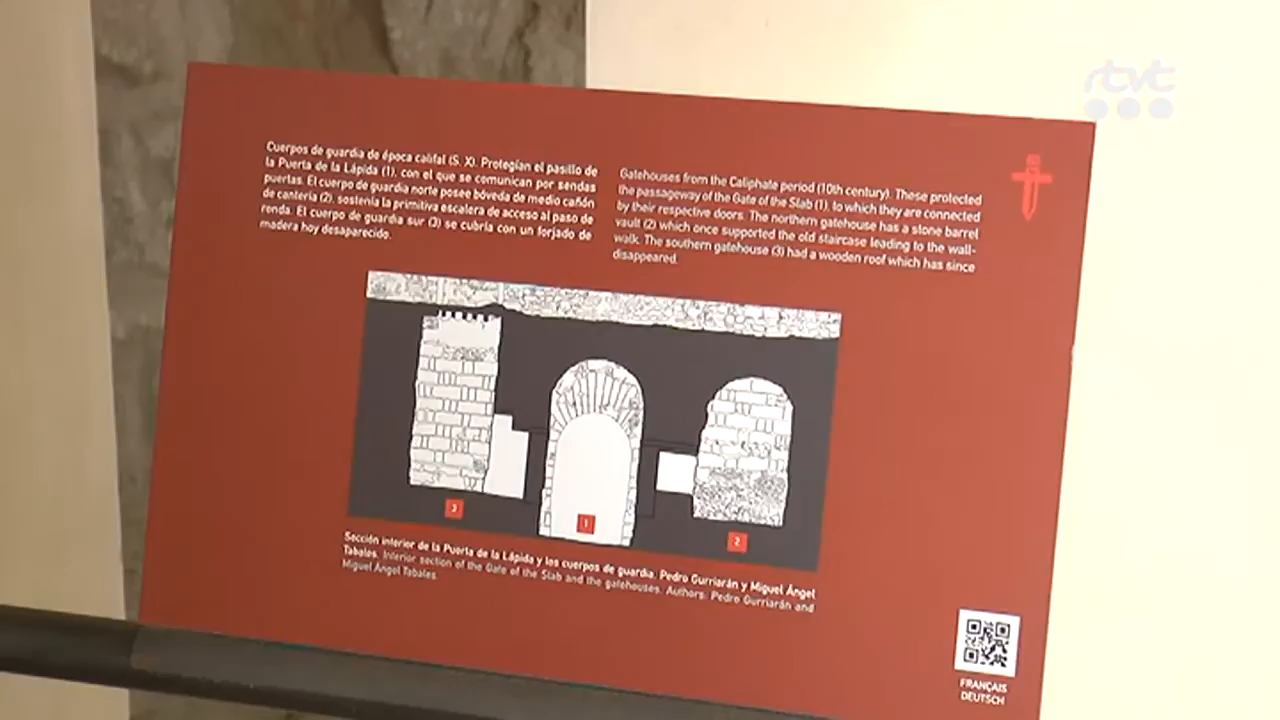 rtvt
Cuerpos de guardia de época califal (S. X). Protegían el pasillo de
la Puerta de la Lápida (1), con el que se comunican por sendas
puertas. El cuerpo de guardia norte posee bóveda de medio cañón
de cantería (2), sostenía la primitiva escalera de acceso al paso de
ronda. El cuerpo de guardia sur (3) se cubría con un forjado de
madera hoy desaparecido.
Gatehouses from the Caliphate period (10th century). These protected
the passageway of the Gate of the Slab (1), to which they are connected
by their respective doors. The northern gatehouse has a stone barrel
vault (2) which once supported the old staircase leading to the wall-
walk. The southern gatehouse (3) had a wooden roof which has since
disappeared.
3
1
2
Sección interior de la Puerta de la Lápida y los cuerpos de guardia. Pedro Gurriarán y Miguel Ángel
Tabales. Interior section of the Gate of the Slab and the gatehouses. Authors: Pedro Gurriarán and
Miguel Ángel Tabales.
FRANÇAIS
DEUTSCH